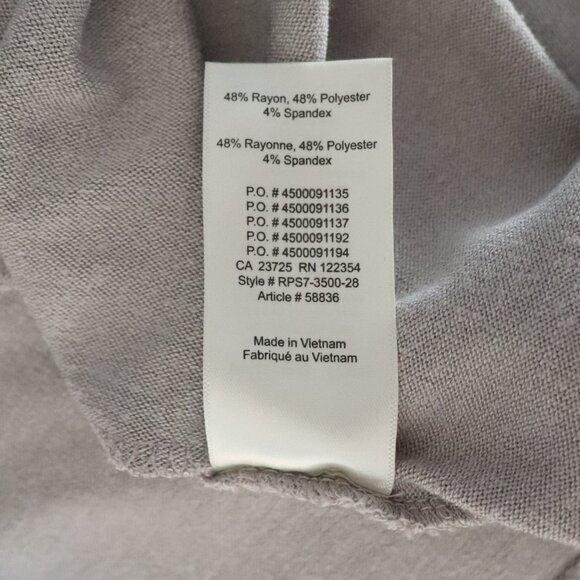 48% Rayon, 48% Polyester
4% Spandex
48% Rayonne, 48% Polyester
4% Spandex
P.O. # 4500091135
P.O. # 4500091136
P.O. # 4500091137
P.O. # 4500091192
P.O. # 4500091194
CA 23725 RN 122354
Style # RPS7-3500-28
Article # 58836
Made in Vietnam
Fabriqué au Vietnam